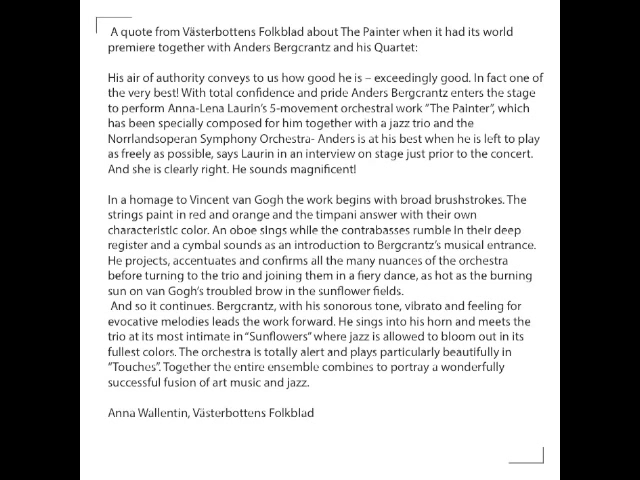 A quote from Västerbottens Folkblad about The Painter when it had its world
premiere together with Anders Bergcrantz and his Quartet:
His air of authority conveys to us how good he is – exceedingly good. In fact one of
the very best! With total confidence and pride Anders Bergcrantz enters the stage
to perform Anna-Lena Laurin's 5-movement orchestral work "The Painter", which
has been specially composed for him together with a jazz trio and the
Norrlandsoperan Symphony Orchestra- Anders is at his best when he is left to play
as freely as possible, says Laurin in an interview on stage just prior to the concert.
And she is clearly right. He sounds magnificent!
In a homage to Vincent van Gogh the work begins with broad brushstrokes. The
strings paint in red and orange and the timpani answer with their own
characteristic color. An oboe sings while the contrabasses rumble in their deep
register and a cymbal sounds as an introduction to Bergcrantz's musical entrance.
He projects, accentuates and confirms all the many nuances of the orchestra
before turning to the trio and joining them in a fiery dance, as hot as the burning
sun on van Gogh's troubled brow in the sunflower fields.
And so it continues. Bergcrantz, with his sonorous tone, vibrato and feeling for
evocative melodies leads the work forward. He sings into his horn and meets the
trio at its most intimate in "Sunflowers" where jazz is allowed to bloom out in its
fullest colors. The orchestra is totally alert and plays particularly beautifully in
"Touches". Together the entire ensemble combines to portray a wonderfully
successful fusion of art music and jazz.
Anna Wallentin, Västerbottens Folkblad